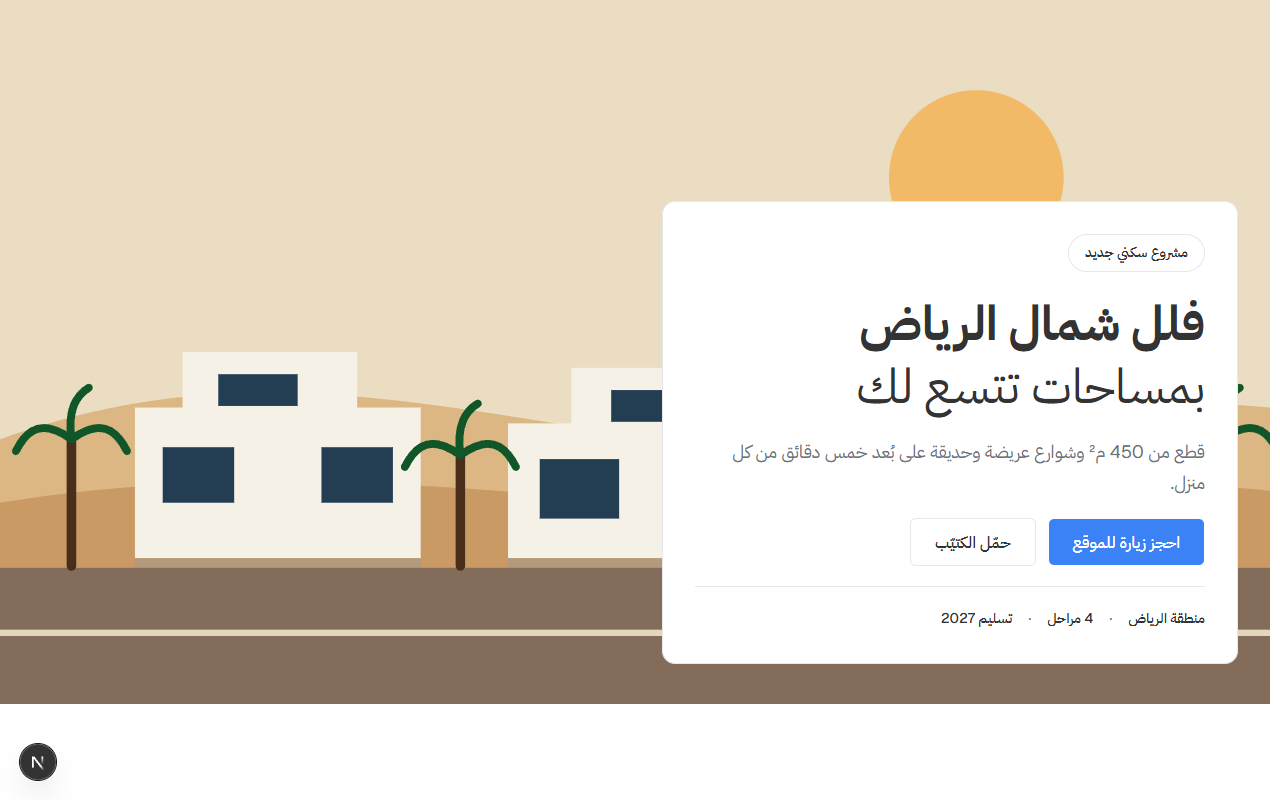 مشروع سكني جديد
فلل شمال الرياض
بمساحات تتسع لك
قطع من 450 م² وشوارع عريضة وحديقة على بُعد خمس دقائق من كل
منزل.
احجز زيارة للموقع
حمّل الكتيّب
منطقة الرياض · 4 مراحل · تسليم 2027
N